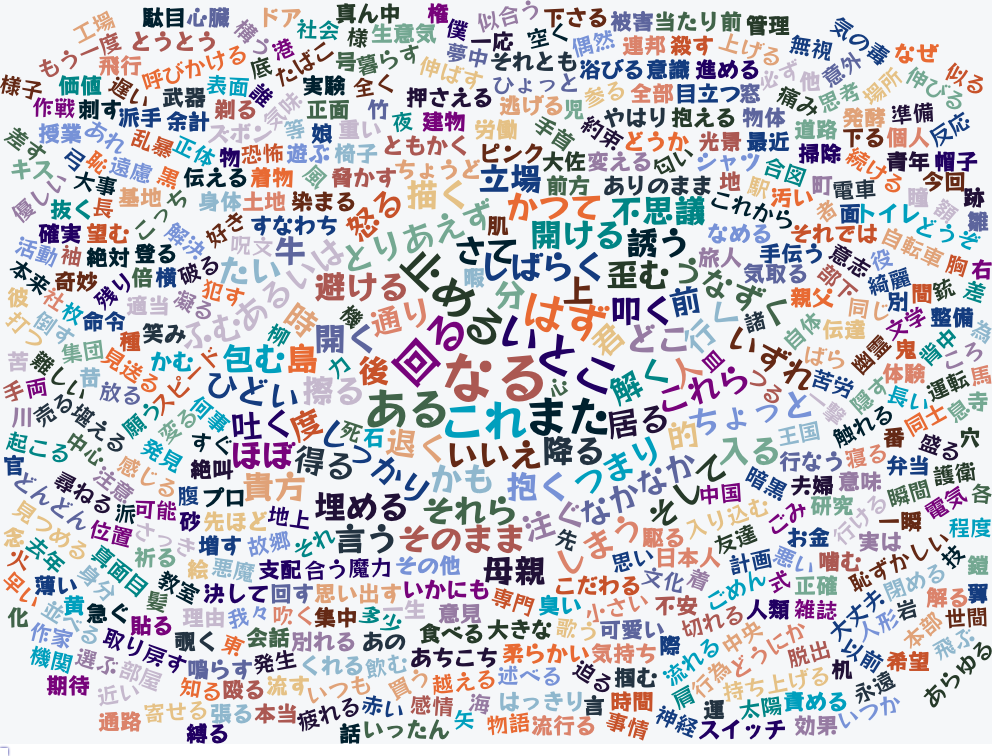 工場
駄目
心臓
ドア
社会
真ん中
様
生意気
権
僕
一応
似合う
空く
下さる
偶然
被害
当たり前
管理
無視
気の毒
なぜ
もう一度
とうとう
飛行
横う
港
底
たばこ
号
暮らす
夢中
伸ばす
それとも
ひょっと
連邦
殺す
上げる
浴びる
意識
進める
必ず
他
意外
場所
伸びる
似る
様子
価値
遅い
呼びかける
表面
誰
実験
全く
押さえる
逃げる
児
参る
全部
目立つ
窓
痛み
思考
発酵
準備
作戦
刺す
派手
武器
余計
剃る
気味
正面
竹
夜
建物
労働
手首
約束
やはり
抱える
物体
道路
下る
個人
反応
差す
授業
あれ
乱暴
正体
ズボン
等
娘
重い
ともかく
ピンク
大佐
どうか
変える
匂い
光景
シャツ
最近
合図
掃除
続ける
青年
帽子
キス
弓
恥
遠慮
黒
物
恐怖
遊ぶ
椅子
ちょうど
立場
前方
ありのまま
地
駅
汚い
町
電車
今回
瞳
跡
優しい
大事
基地
伝える
着物
脅かす
描く
かつて
不思議
これから
名
面
トイレ
弱
どうぞ
雛
抜く
長
こっち
身体
土地
染まる
怒る
肌
開ける
誘う
なめる
それでは
自転車
胸
右
確実
望む
解決
好き
すなわち
とりあえず
さて
しばらく
歪む
旅人
手伝う
意志
役
活動
袖
絶対
登る
呪文
牛
止める
暇
うなずく
気取る
部下
綺麗
銃
差
本来
奇妙
残り
倍
横
破る
たい
あるいは
避ける
分
上
叩く
前
親父
同じ
別
間
彼
社
枚
命令
適当
凝る
犯す
ふむ
時
機
通り
る
いい
はず
君
どこ
行く
諸
自体
伝達
文学
整備
為
打つ
倒す
集団
種
笑み
柳
開く
力
回
とこ
人
皿
いずれ
ばら
幽霊
鬼
背中
ころ
苦
難しい
苗
見送る
かむ
スピード
包む
島
後
なる
心
解く
これら
つる
苦労
隠す
体験
運転
馬
手
両
放る
ひどい
擦る
ある
これ
また
居る
ちょっと
一撃
触れる
長い
同士
息
寺
川
売る
堪える
願う
変る
何事
吐く
度
し
死
石
退く
いいえ
降る
的
王国
番
盛る
穴
起こる
中心
発見
すぐ
絶叫
ほぼ
得る
つかり
かも
抱く
つまり
なかなか
入る
行なう
寝る
弁当
護衛
官
尋ねる
注意
感じる
腹
プロ
貴方
埋める
それら
注ぐ
そして
中国
暗黒
夫婦
意味
瞬間
電気
各
どんどん
派
可能
砂
先ほど
地上
言う
そのまま
先
しまう
駆る
入り込む
ごみ
研究
行ける
一瞬
程度
見つめる
位置
さつき
増す
故郷
それ
母親
思い
日本人
友達
お金
実は
恥ずかしい
技
念
去年
真面目
祈る
絵
悪魔
支配
合う
魔力
その他
こだわる
文化
着
計画
悪い
噛む
閉める
鎧
火
早い
薄い
身分
教室
決して
回す
思い出す
いかにも
専門
臭い
小さい
不安
ごめん
式
正確
大丈夫
人形
岩
解る
翼
化
黄
並べる
急ぐ
髪
貼る
理由
我々
吹く
集中
多少
一生
意見
歌う
可愛い
切れる
人類
雑誌
本部
世間
作家
取り戻す
覗く
東
会話
別れる
あの
食べる
大きな
際
流れる
中央
以前
希望
飛ぶ
機関
選ぶ
部屋
鳴らす
発生
くれる
飲む
あちこち
柔らかい
気持ち
迫る
掴む
肩
行為
どうにか
脱出
机
永遠
あらゆる
期待
近い
知る
殴る
流す
いつも
買う
越える
述べる
持ち上げる
太陽
責める
通路
寄せる
張る
本当
疲れる
赤い
感情
海
はっきり
言
時間
運
縛る
話
いったん
矢
物語
流行る
事情
神経
スイッチ
効果
いつか